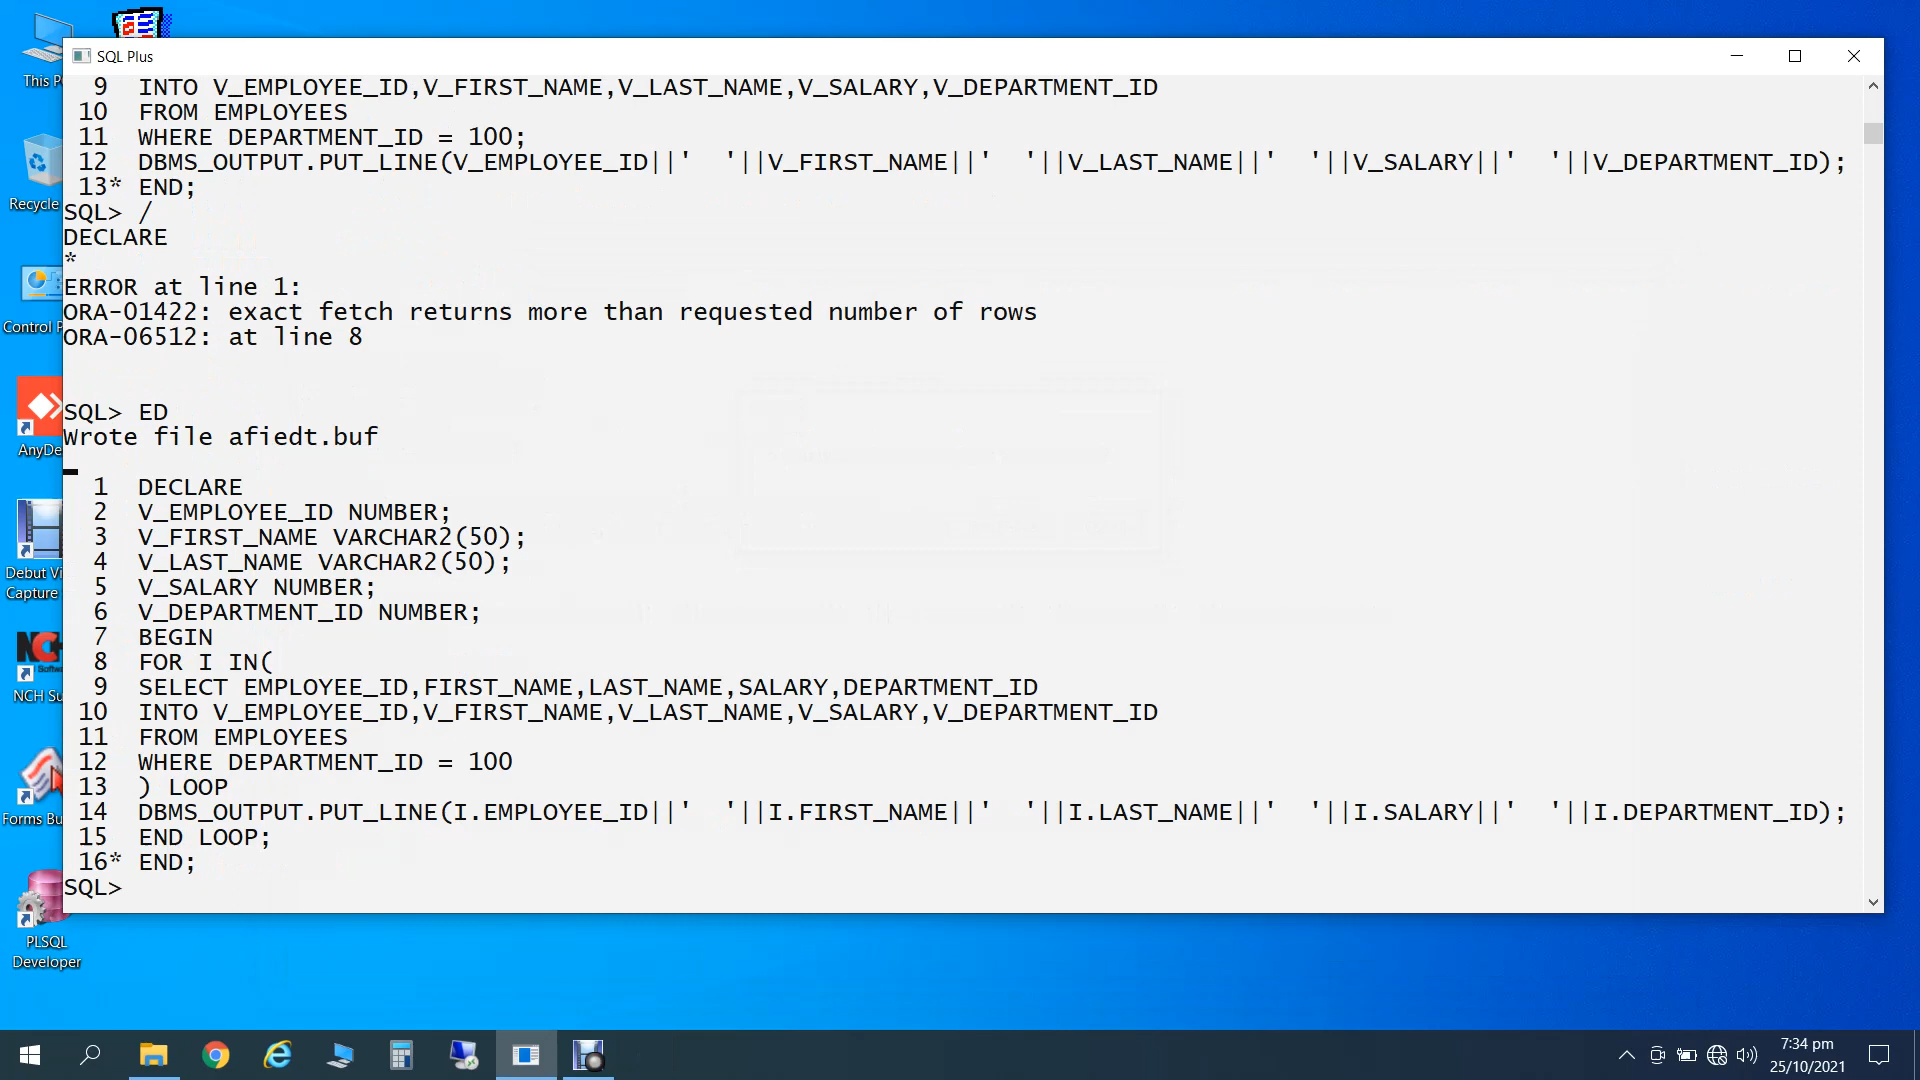 SQL Plus
This P
9 INTO V_EMPLOYEE_ID,V_FIRST_NAME,V_LAST_NAME,V_SALARY,V_DEPARTMENT_ID
10 FROM EMPLOYEES
11 WHERE DEPARTMENT_ID = 100;
12 DBMS_OUTPUT.PUT_LINE(V_EMPLOYEE_ID||'  '||V_FIRST_NAME||'  '||V_LAST_NAME||'  '||V_SALARY||'  '||V_DEPARTMENT_ID);
13* END;
SQL> /
DECLARE
*
ERROR at line 1:
ORA-01422: exact fetch returns more than requested number of rows
ORA-06512: at line 8
SQL> ED
Wrote file afiedt.buf
1 DECLARE
2 V_EMPLOYEE_ID NUMBER;
3 V_FIRST_NAME VARCHAR2(50);
4 V_LAST_NAME VARCHAR2(50);
5 V_SALARY NUMBER;
6 V_DEPARTMENT_ID NUMBER;
7 BEGIN
8 FOR I IN(
9 SELECT EMPLOYEE_ID,FIRST_NAME,LAST_NAME,SALARY,DEPARTMENT_ID
10 INTO V_EMPLOYEE_ID,V_FIRST_NAME,V_LAST_NAME,V_SALARY,V_DEPARTMENT_ID
11 FROM EMPLOYEES
12 WHERE DEPARTMENT_ID = 100
13 ) LOOP
14 DBMS_OUTPUT.PUT_LINE(I.EMPLOYEE_ID||'  '||I.FIRST_NAME||'  '||I.LAST_NAME||'  '||I.SALARY||'  '||I.DEPARTMENT_ID);
15 END LOOP;
16* END;
SQL>
Recycle
Control P
AnyDe
Debut Vi
Capture
NCH Su
Forms Bu
PLSQL
Developer
7:34 pm
25/10/2021